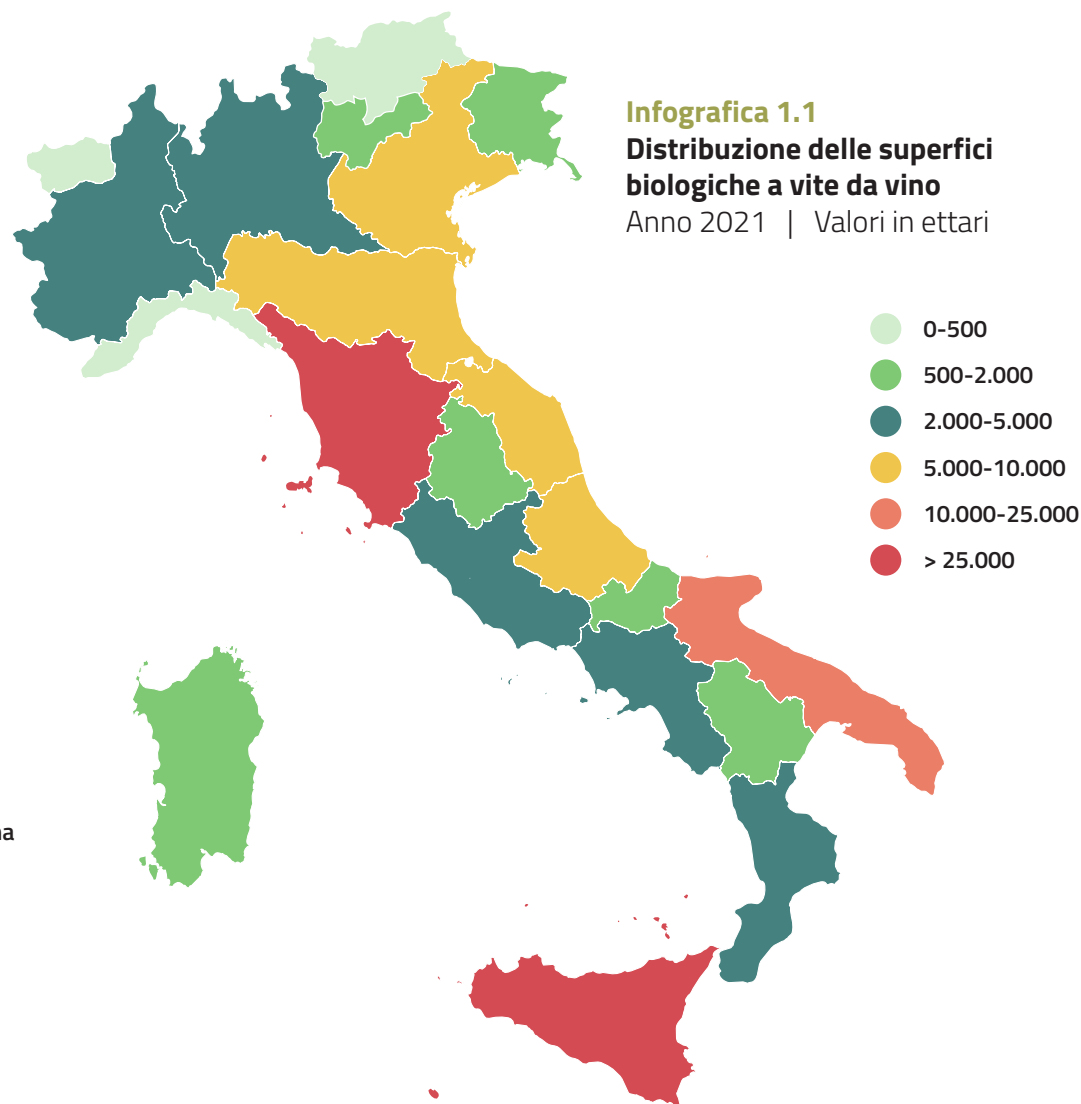 Infografica 1.1
Distribuzione delle superfici
biologiche a vite da vino
Anno 2021 | Valori in ettari
0-500
500-2.000
2.000-5.000
5.000-10.000
10.000-25.000
> 25.000